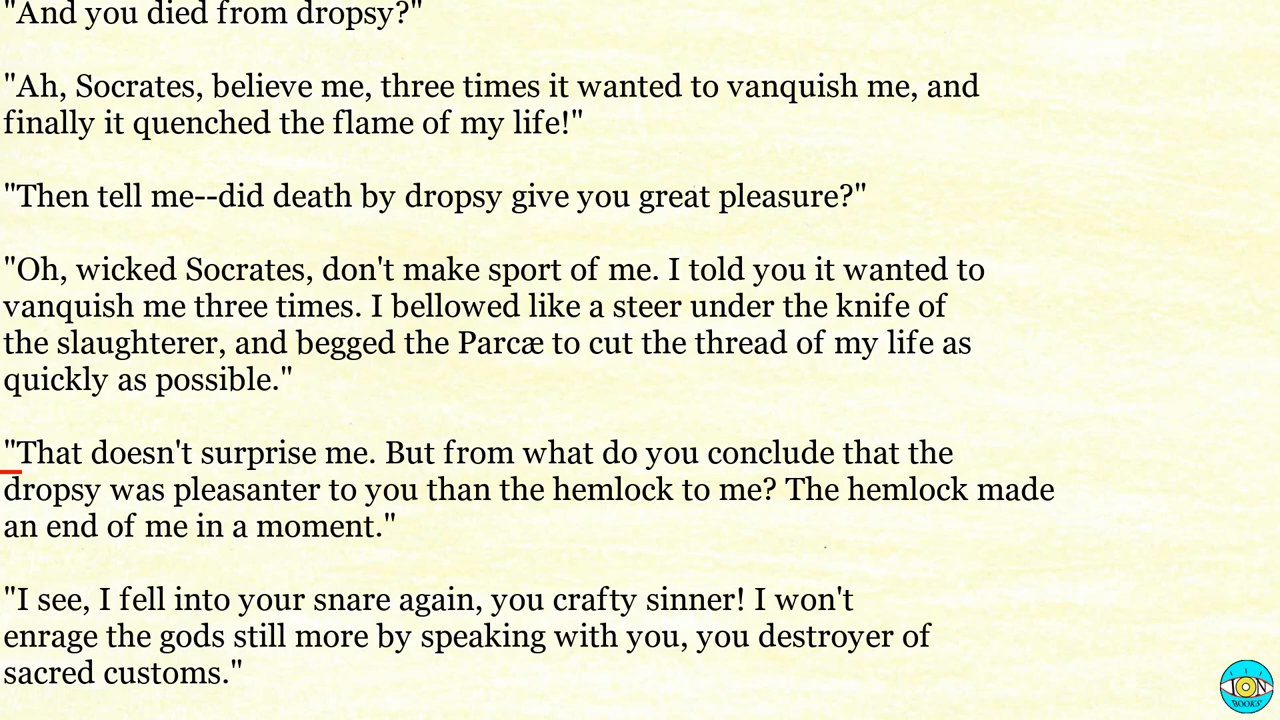 "And you died from dropsy?"
"Ah, Socrates, believe me, three times it wanted to vanquish me, and
finally it quenched the flame of my life!"
"Then tell me--did death by dropsy give you great pleasure?"
"Oh, wicked Socrates, don't make sport of me. I told you it wanted to
vanquish me three times. I bellowed like a steer under the knife of
the slaughterer, and begged the Parcæ to cut the thread of my life as
quickly as possible."
"That doesn't surprise me. But from what do you conclude that the
dropsy was pleasanter to you than the hemlock to me? The hemlock made
an end of me in a moment."
"I see, I fell into your snare again, you crafty sinner! I won't
enrage the gods still more by speaking with you, you destroyer of
sacred customs."
ION
BOOKS